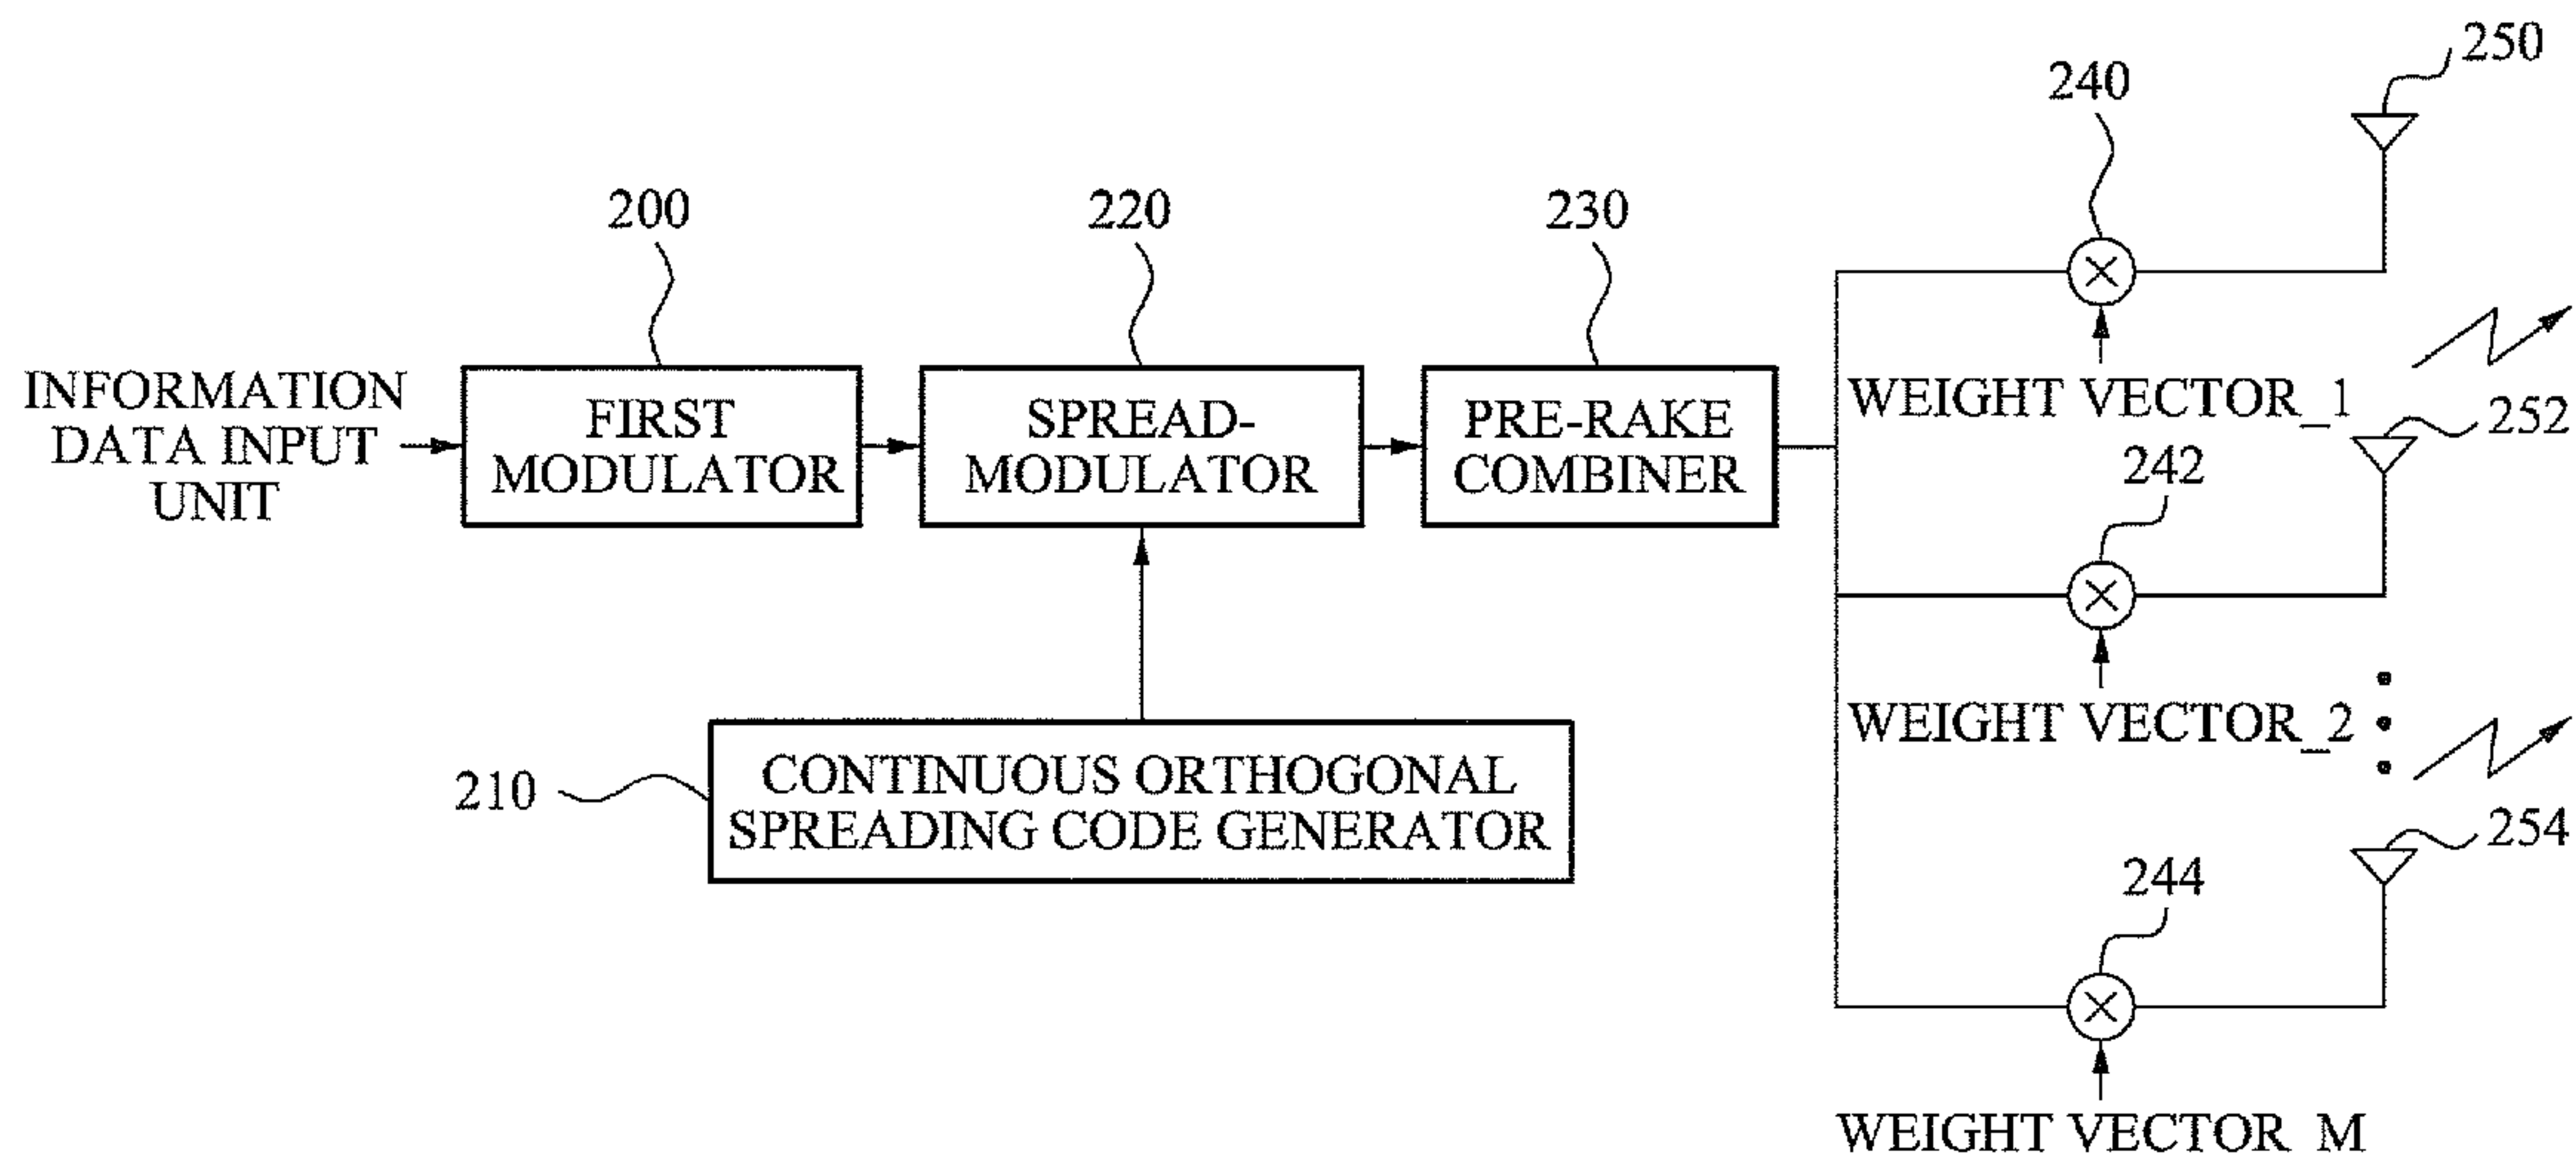 250
240
200
220
230
INFORMATION
DATA INPUT
UNIT
FIRST
MODULATOR
SPREAD-
MODULATOR
PRE-RAKE
COMBINER
WEIGHT VECTOR_1
252
242
WEIGHT VECTOR_2
210
CONTINUOUS ORTHOGONAL
SPREADING CODE GENERATOR
254
244
WEIGHT VECTOR M